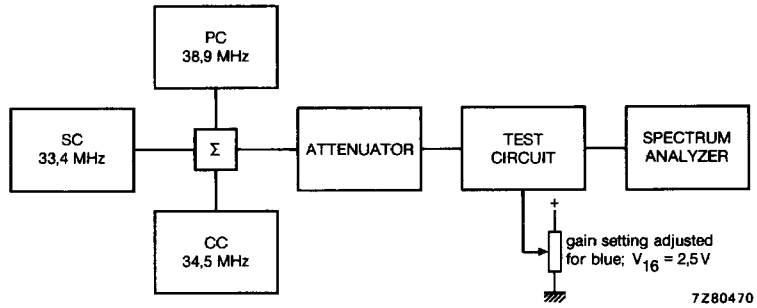 PC
38,9 MHz
SC
33,4 MHz
Σ
ATTENUATOR
TEST
CIRCUIT
SPECTRUM
ANALYZER
CC
34,5 MHz
+
gain setting adjusted
for blue; V16 = 2,5 V
7Z80470